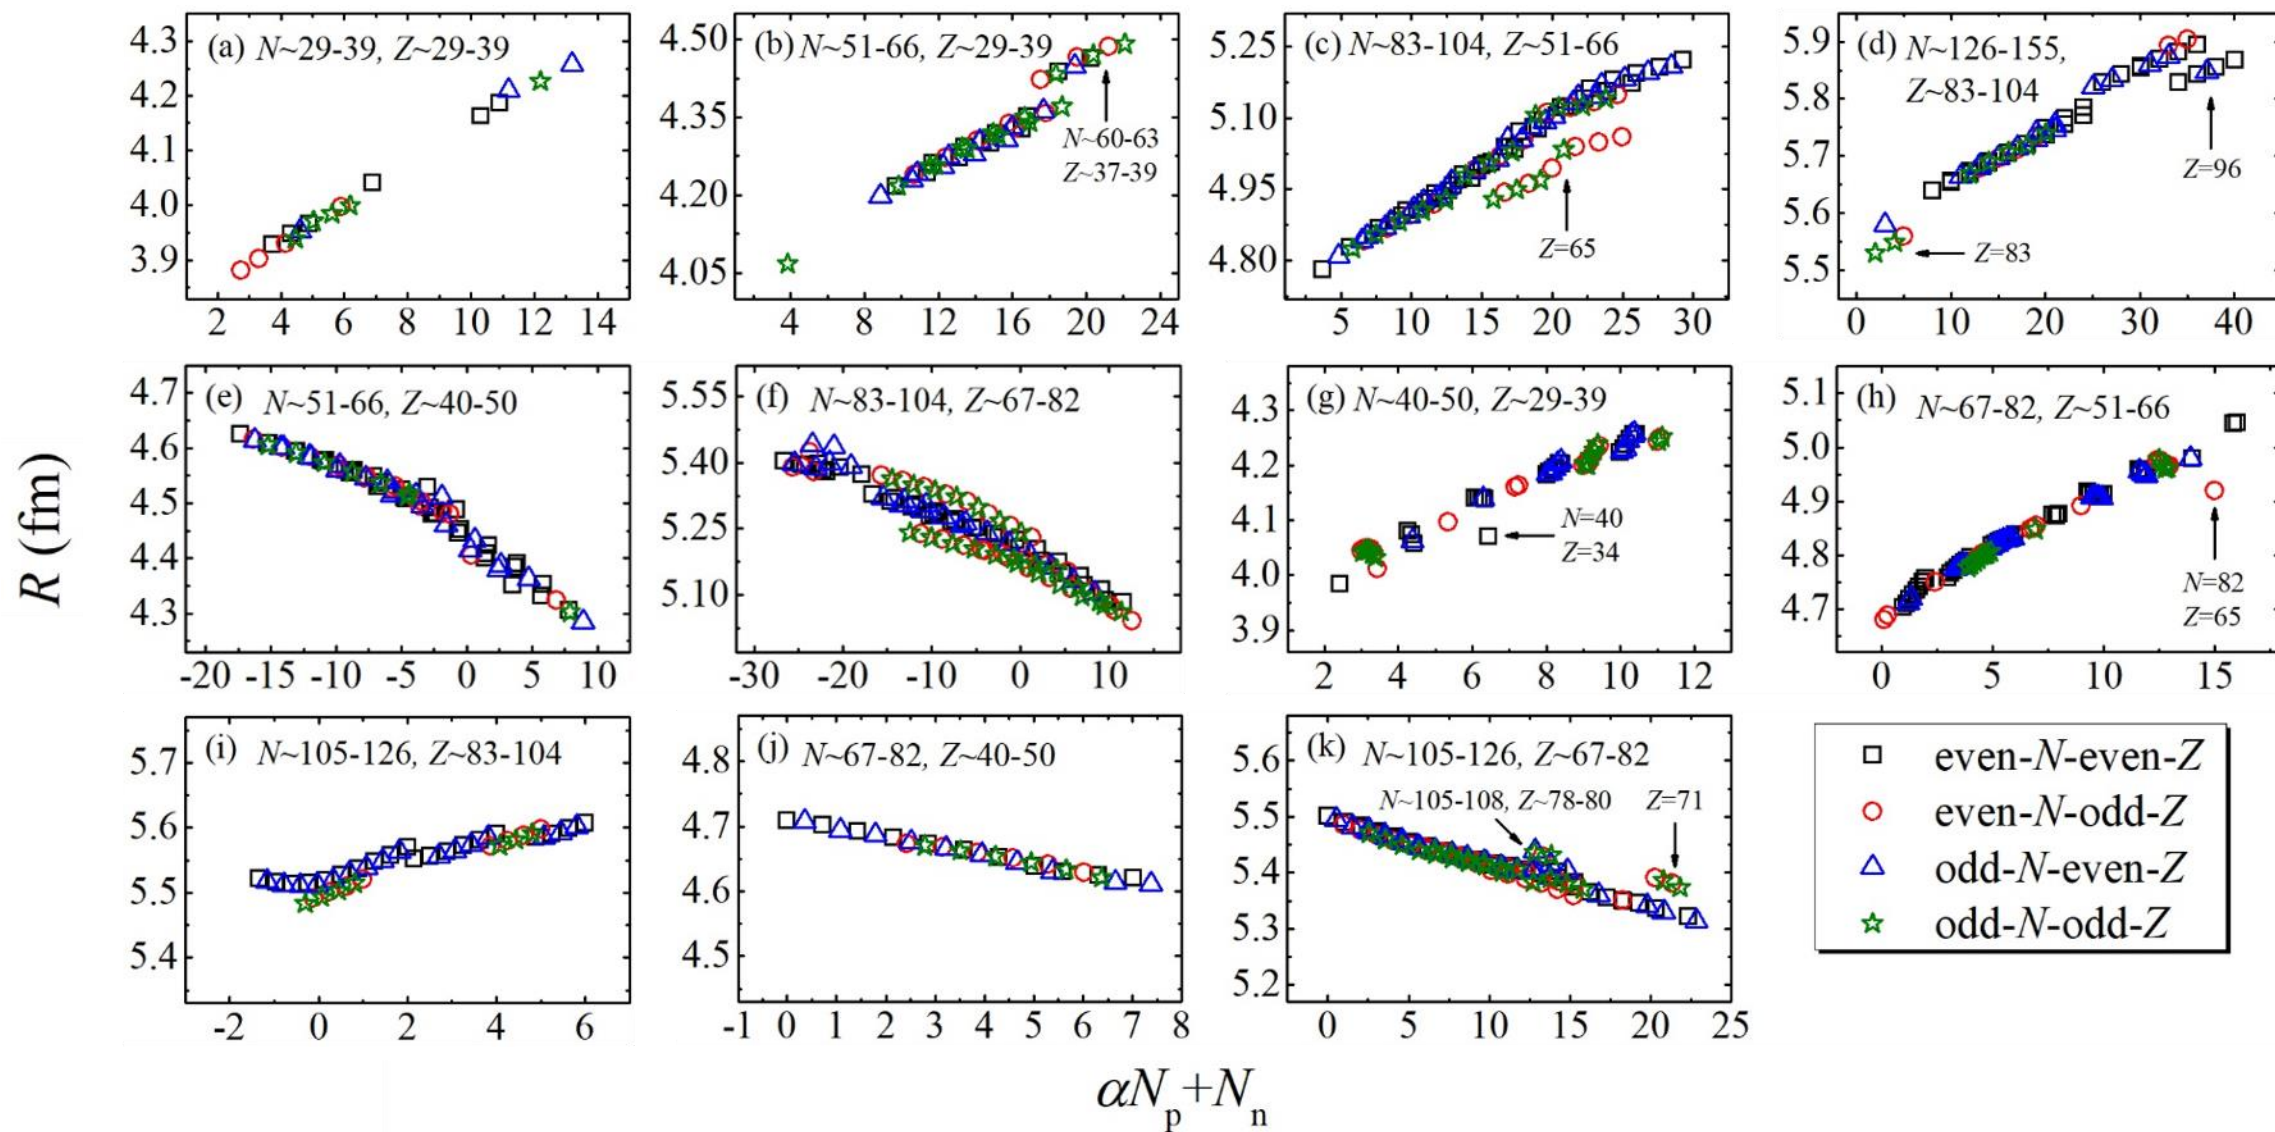 (a) N~29-39, Z~29-39
4.3
4.2
4.1
4.0
3.9
2 4 6 8 10 12 14
(b) N~51-66, Z~29-39
4.50
4.35
4.20
4.05
N~60-63
Z~37-39
4 8 12 16 20 24
(c) N~83-104, Z~51-66
5.25
5.10
4.95
4.80
Z=65
5 10 15 20 25 30
(d) N~126-155,
Z~83-104
5.9
5.8
5.7
5.6
5.5
Z=96
Z=83
0 10 20 30 40
(e) N~51-66, Z~40-50
4.7
4.6
4.5
4.4
4.3
-20 -15 -10 -5 0 5 10
(f) N~83-104, Z~67-82
5.55
5.40
5.25
5.10
-30 -20 -10 0 10
(g) N~40-50, Z~29-39
4.3
4.2
4.1
4.0
3.9
N=40
Z=34
2 4 6 8 10 12
(h) N~67-82, Z~51-66
5.1
5.0
4.9
4.8
4.7
N=82
Z=65
0 5 10 15
(i) N~105-126, Z~83-104
5.7
5.6
5.5
5.4
-2 0 2 4 6
(j) N~67-82, Z~40-50
4.8
4.7
4.6
4.5
-1 0 1 2 3 4 5 6 7 8
(k) N~105-126, Z~67-82
5.6
5.5
5.4
5.3
5.2
N~105-108, Z~78-80 Z=71
0 5 10 15 20 25
even-N-even-Z
even-N-odd-Z
odd-N-even-Z
odd-N-odd-Z
R (fm)
αNp+Nn